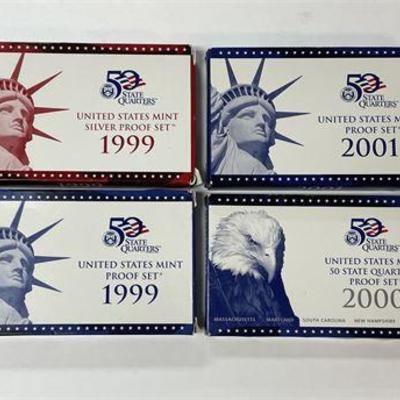 50
STATE
QUARTERS
UNITED STATES MINT
SILVER PROOF SET™
1999
50
STATE
QUARTERS
UNITED STATES M
PROOF SET
2001
50
STATE
QUARTERS
UNITED STATES MINT
PROOF SET
1999
50
STATE
QUARTERS
UNITED STATES M
50 STATE QUART
PROOF SET
2000
MASSACHUSETTS MARYLAND SOUTH CAROLINA NEW HAMPSHIRE